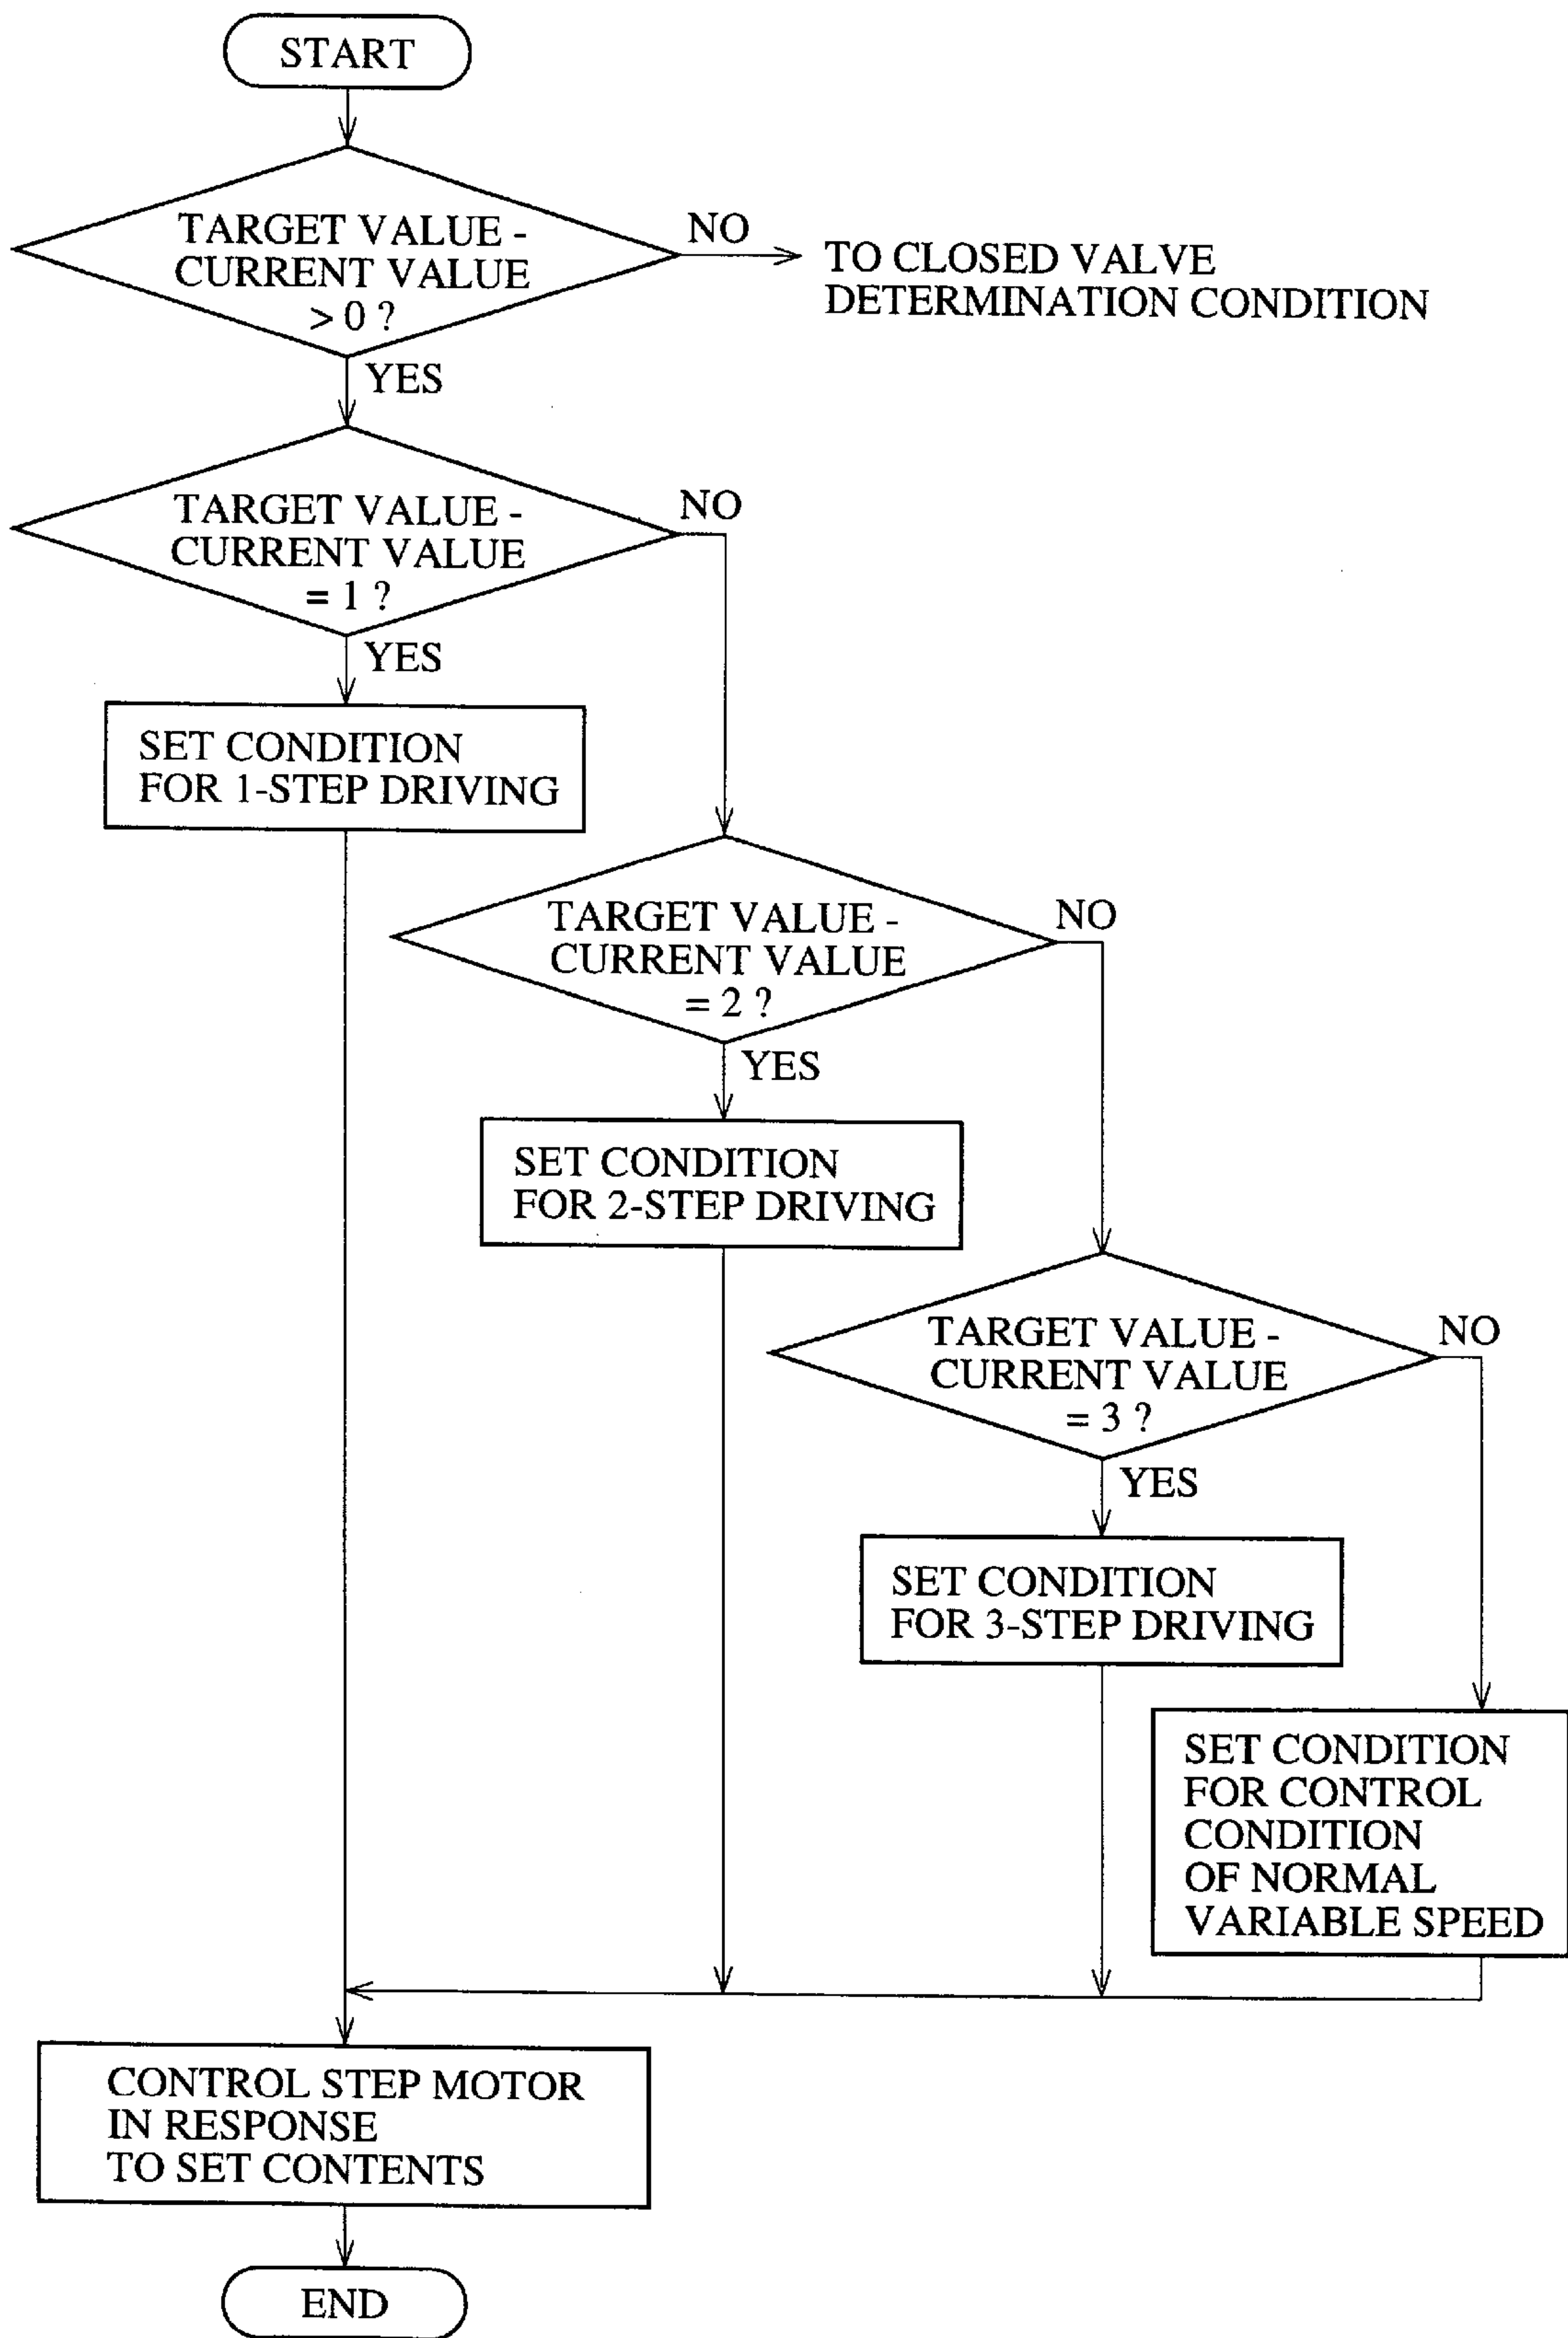 START
TARGET VALUE -
CURRENT VALUE
> 0 ?
NO
TO CLOSED VALVE
DETERMINATION CONDITION
YES
TARGET VALUE -
CURRENT VALUE
= 1 ?
NO
YES
SET CONDITION
FOR 1-STEP DRIVING
TARGET VALUE -
CURRENT VALUE
= 2 ?
NO
YES
SET CONDITION
FOR 2-STEP DRIVING
TARGET VALUE -
CURRENT VALUE
= 3 ?
NO
YES
SET CONDITION
FOR 3-STEP DRIVING
SET CONDITION
FOR CONTROL
CONDITION
OF NORMAL
VARIABLE SPEED
CONTROL STEP MOTOR
IN RESPONSE
TO SET CONTENTS
END